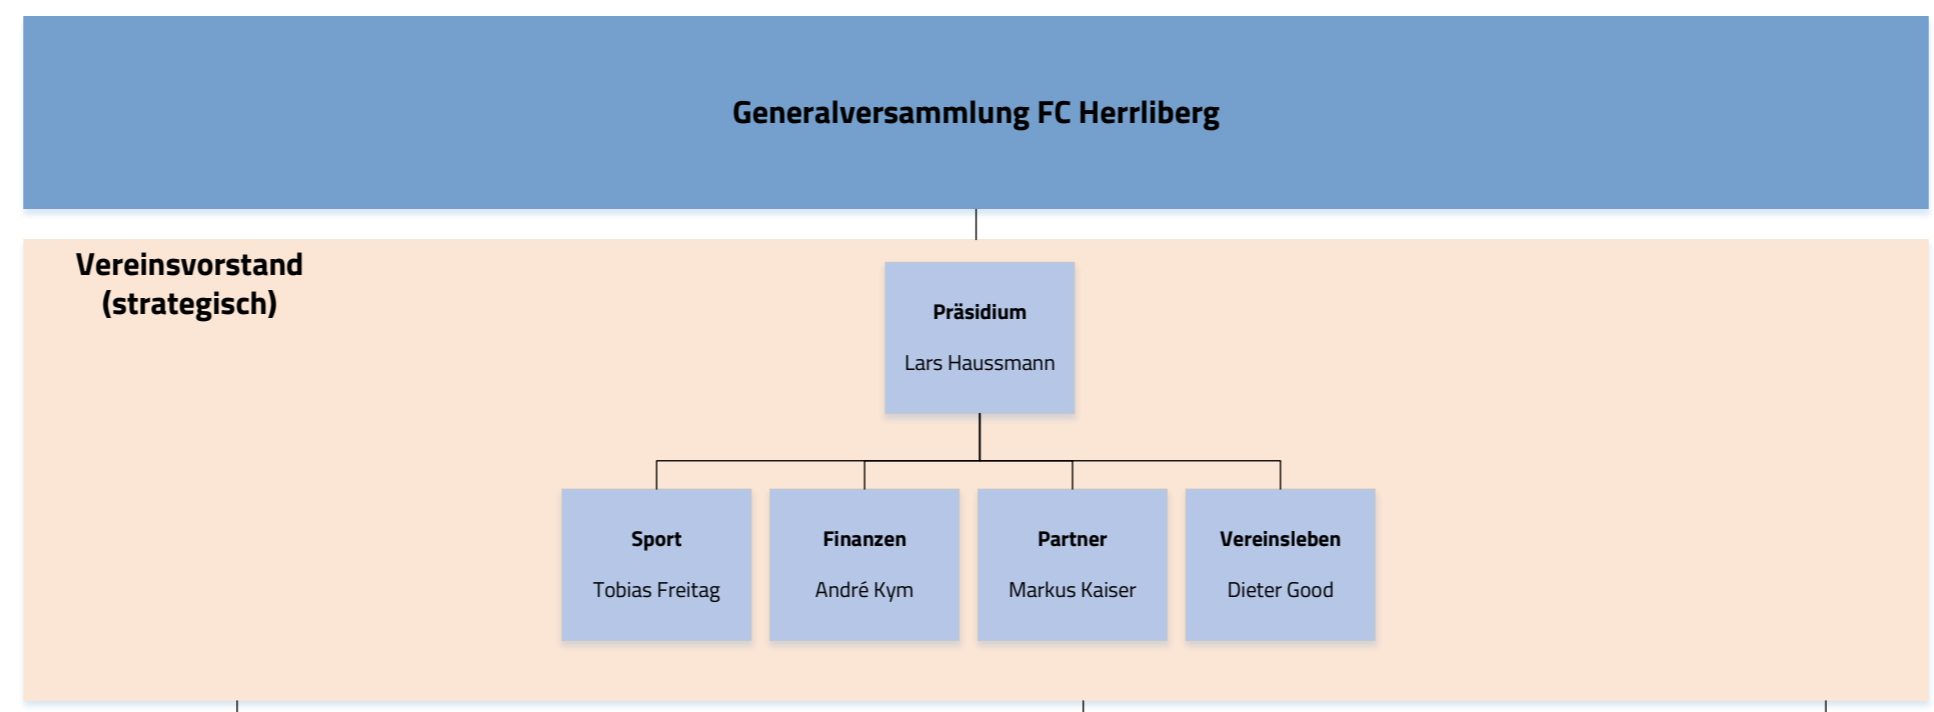 Generalversammlung FC Herrliberg
Vereinsvorstand
(strategisch)
Präsidium
Lars Haussmann
Sport
Tobias Freitag
Finanzen
André Kym
Partner
Markus Kaiser
Vereinsleben
Dieter Good